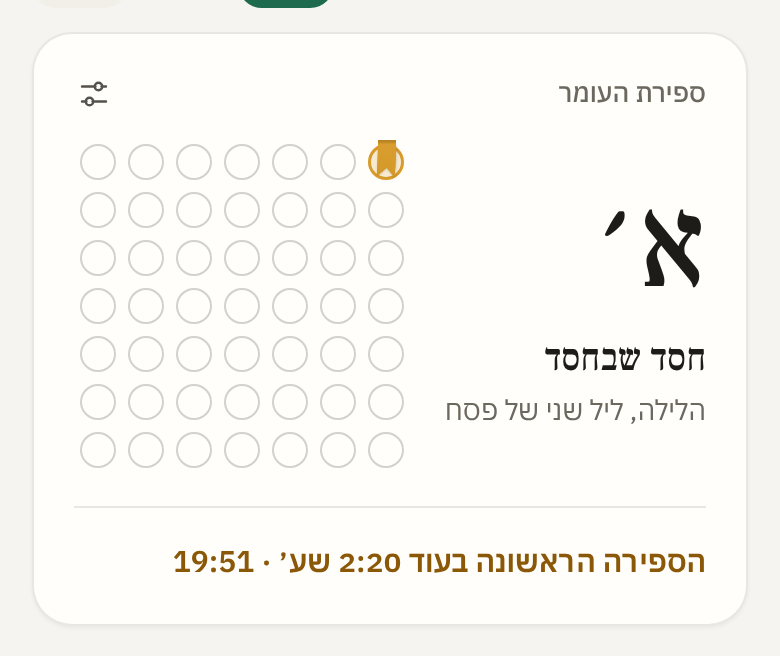 ספירת העומר
א׳
חסד שבחסד
הלילה, ליל שני של פסח
הספירה הראשונה בעוד 2:20 שע׳ · 19:51